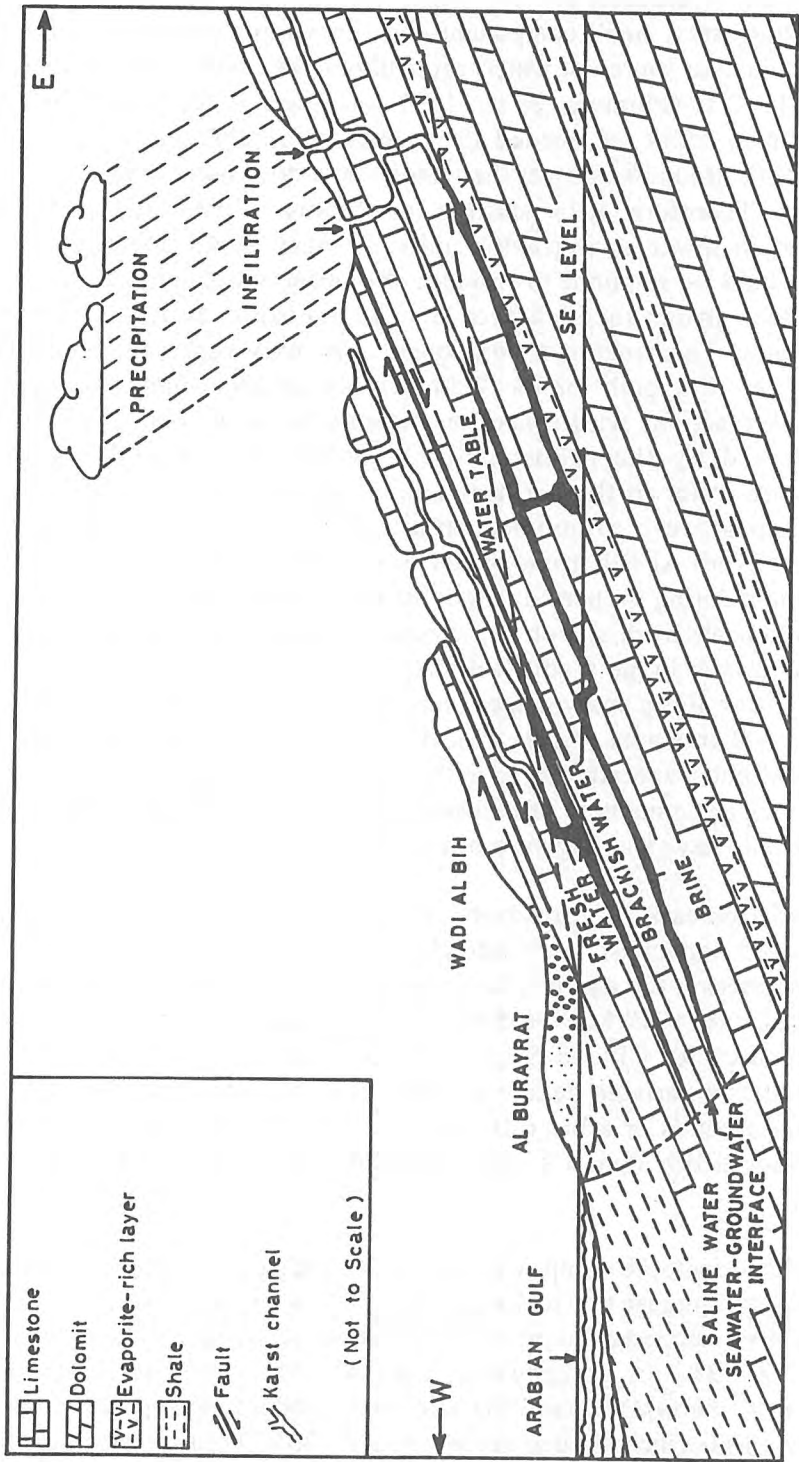 Limestone
Dolomit
Evaporite-rich layer
Shale
Fault
Karst channel
(Not to Scale)
W
E
PRECIPITATION
INFILTRATION
WADI AL BIH
AL BURAYRAT
ARABIAN GULF
WATER TABLE
SEA LEVEL
FRESH
WATER
BRACKISH WATER
BRINE
SALINE WATER
SEAWATER-GROUNDWATER
INTERFACE